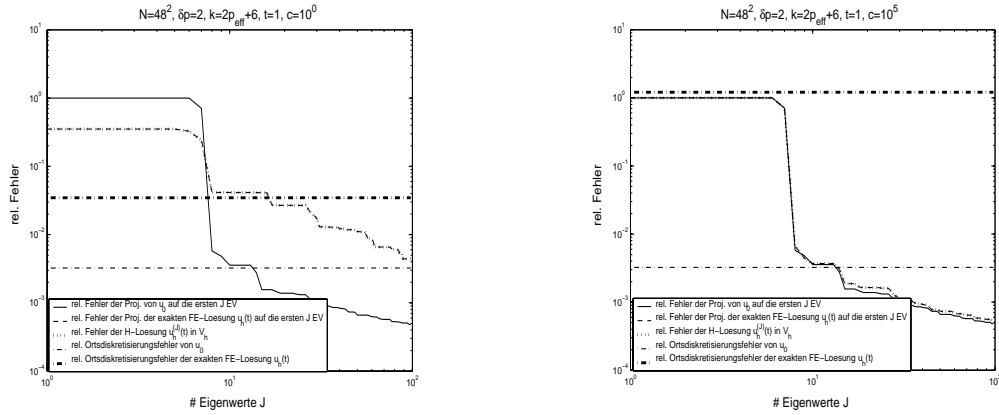 N=48², δp=2, k=2p_eff+6, t=1, c=10⁰
rel. Fehler
10¹
10⁰
10⁻¹
10⁻²
10⁻³
10⁻⁴
rel. Fehler der Proj. von u₀ auf die ersten J EV
rel. Fehler der Proj. der exakten FE−Loesung u_h(t) auf die ersten J EV
rel. Fehler der H−Loesung u_h^(J)(t) in V_h
rel. Ortsdiskretisierungsfehler von u₀
rel. Ortsdiskretisierungsfehler der exakten FE−Loesung u_h(t)
10⁰ 10¹ 10²
# Eigenwerte J
N=48², δp=2, k=2p_eff+6, t=1, c=10⁵
rel. Fehler
10¹
10⁰
10⁻¹
10⁻²
10⁻³
10⁻⁴
rel. Fehler der Proj. von u₀ auf die ersten J EV
rel. Fehler der Proj. der exakten FE−Loesung u_h(t) auf die ersten J EV
rel. Fehler der H−Loesung u_h^(J)(t) in V_h
rel. Ortsdiskretisierungsfehler von u₀
rel. Ortsdiskretisierungsfehler der exakten FE−Loesung u_h(t)
10⁰ 10¹ 10²
# Eigenwerte J